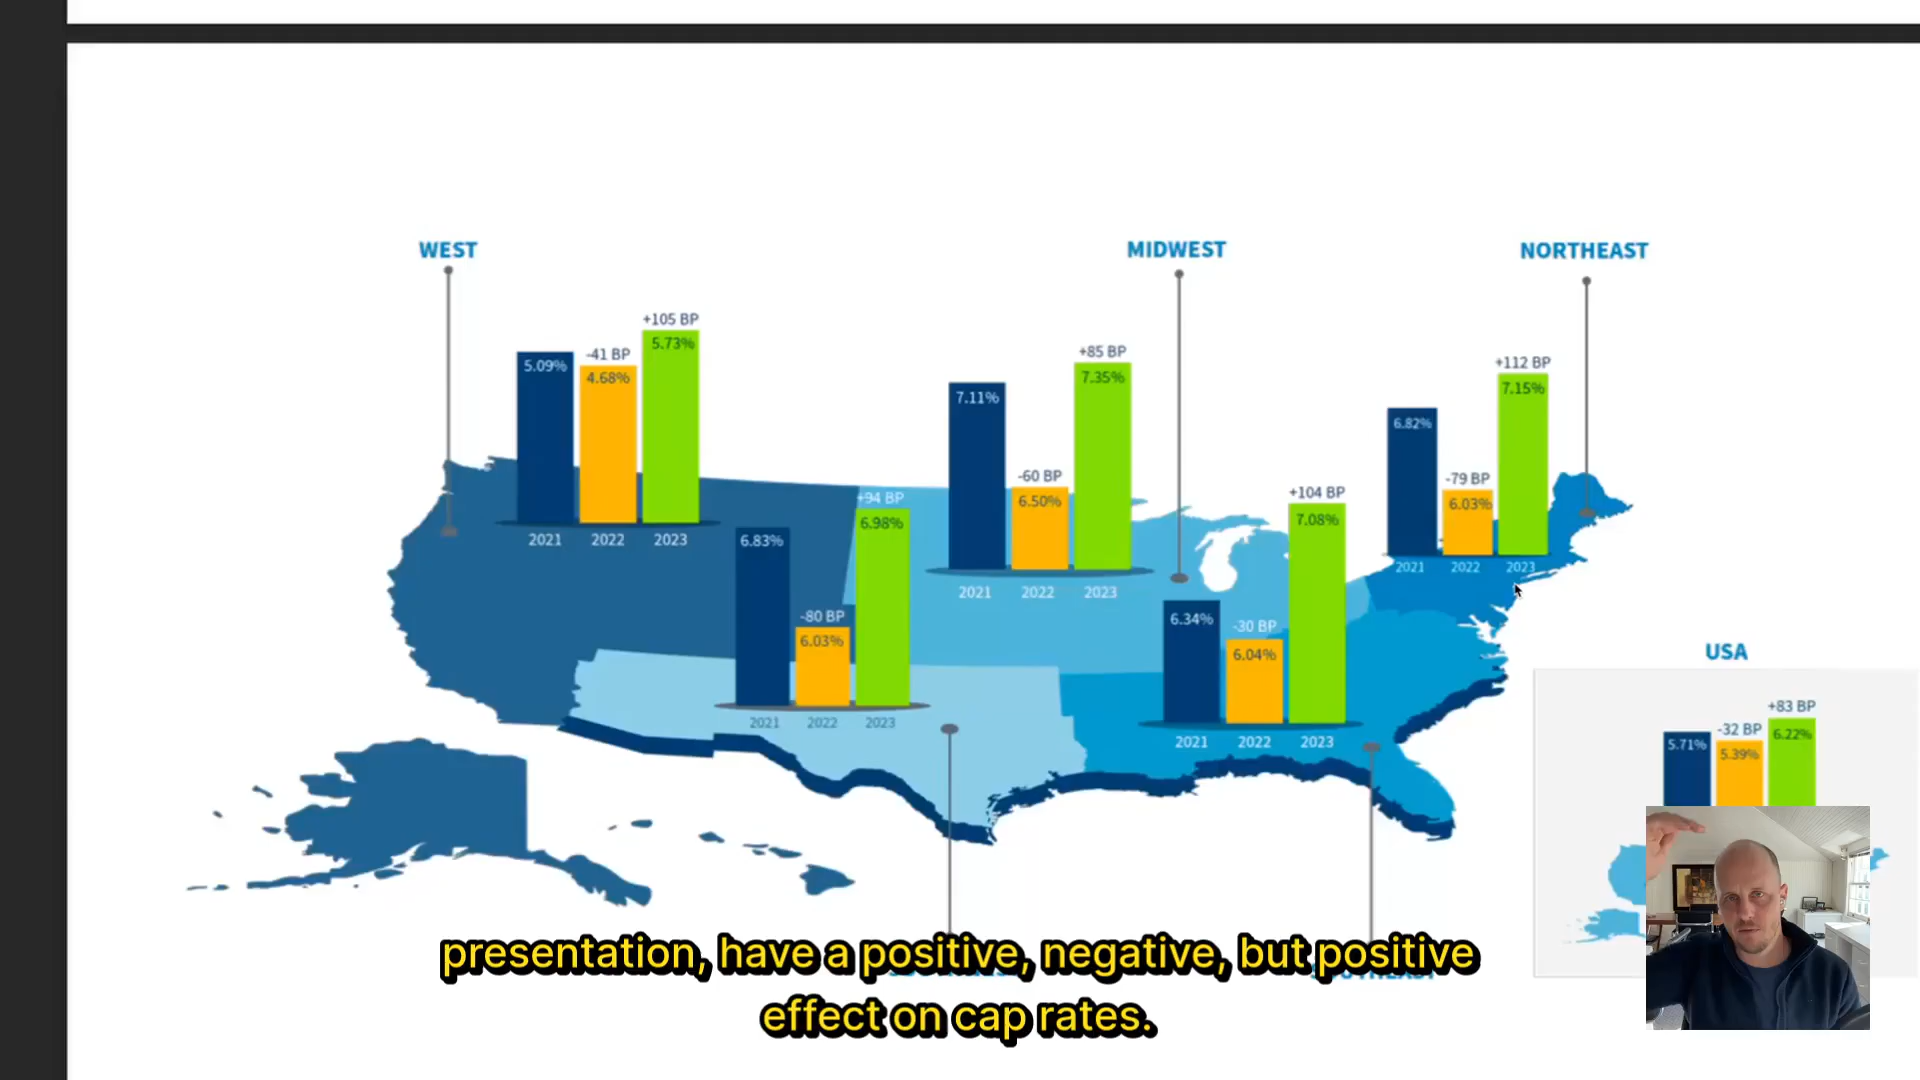 WEST
MIDWEST
NORTHEAST
+105 BP
5.73%
-41 BP
5.09%
4.68%
2021 2022 2023
+85 BP
7.35%
7.11%
-60 BP
6.50%
2021 2022 2023
+112 BP
7.15%
6.82%
-79 BP
6.03%
2021 2022 2023
+94 BP
6.98%
6.83%
-80 BP
6.03%
2021 2022 2023
+104 BP
7.08%
6.34%
-30 BP
6.04%
2021 2022 2023
USA
+83 BP
-32 BP
6.22%
5.71%
5.39%
presentation, have a positive, negative, but positive
effect on cap rates.